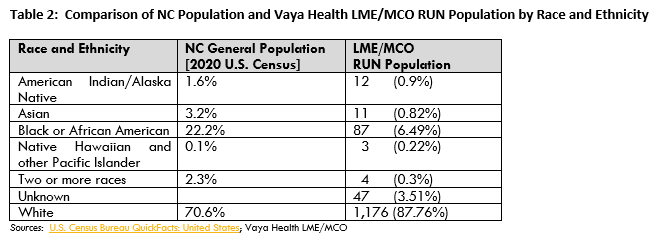 Table 2: Comparison of NC Population and Vaya Health LME/MCO RUN Population by Race and Ethnicity
Race and Ethnicity NC General Population LME/MCO
[2020 U.S. Census] RUN Population
American Indian/Alaska 1.6% 12 (0.9%)
Native
Asian 3.2% 11 (0.82%)
Black or African American 22.2% 87 (6.49%)
Native Hawaiian and 0.1% 3 (0.22%)
other Pacific Islander
Two or more races 2.3% 4 (0.3%)
Unknown 47 (3.51%)
White 70.6% 1,176 (87.76%)
Sources: U.S. Census Bureau QuickFacts: United States; Vaya Health LME/MCO